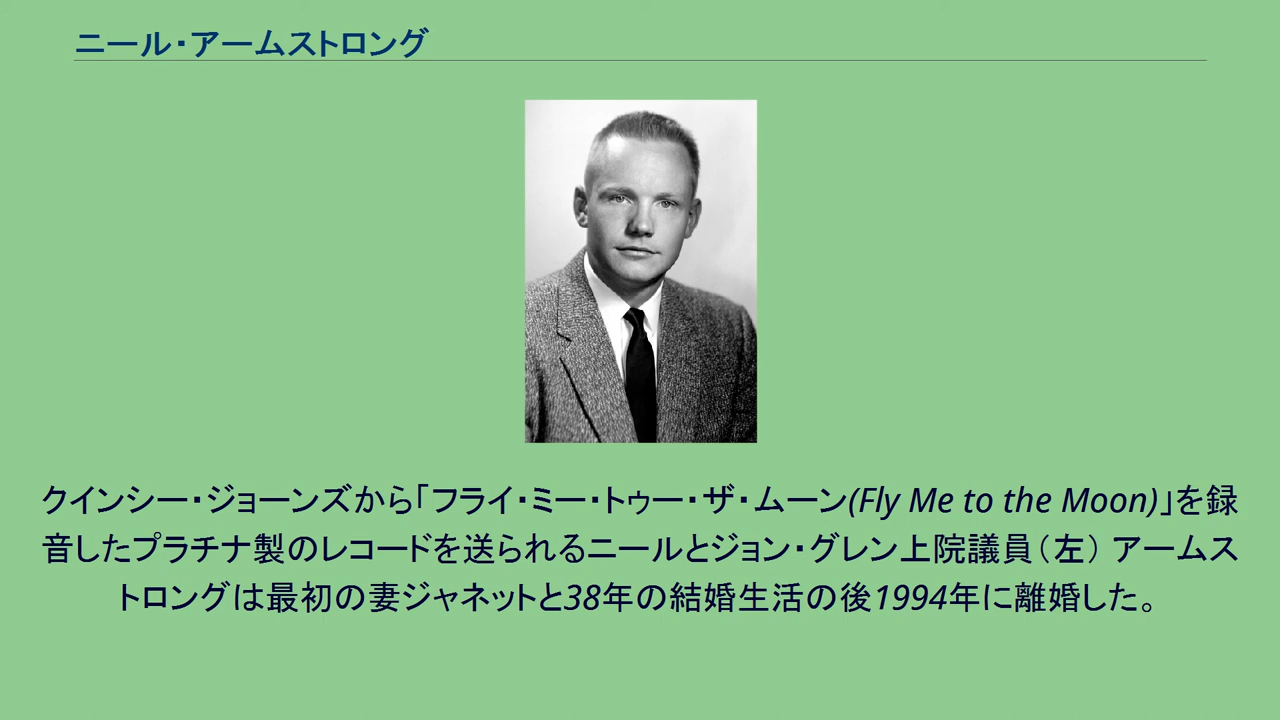 ニール・アームストロング
クインシー・ジョーンズから「フライ・ミー・トゥー・ザ・ムーン(Fly Me to the Moon)」を録
音したプラチナ製のレコードを送られるニールとジョン・グレン上院議員（左） アームス
トロングは最初の妻ジャネットと38年の結婚生活の後1994年に離婚した。